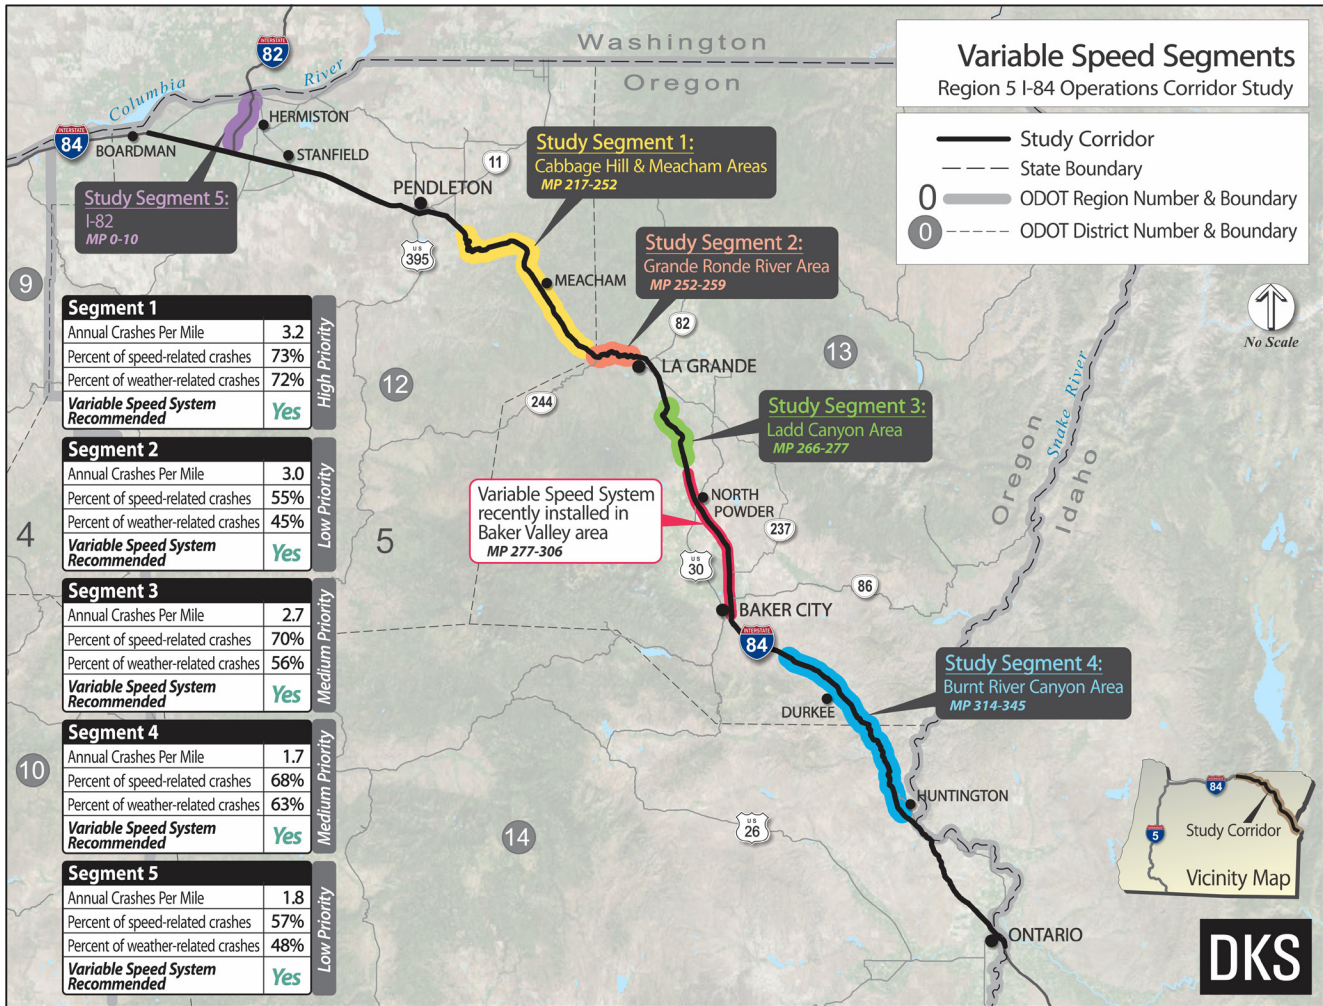 Variable Speed Segments
Region 5 I-84 Operations Corridor Study
Study Corridor
State Boundary
0 ODOT Region Number & Boundary
0 ODOT District Number & Boundary
No Scale
Washington
Oregon
Columbia
River
INTERSTATE
82
INTERSTATE
84
BOARDMAN
HERMISTON
STANFIELD
PENDLETON
11
US
395
Study Segment 5:
I-82
MP 0-10
Study Segment 1:
Cabbage Hill & Meacham Areas
MP 217-252
MEACHAM
Study Segment 2:
Grande Ronde River Area
MP 252-259
82
LA GRANDE
244
13
12
9
Study Segment 3:
Ladd Canyon Area
MP 266-277
Oregon
Snake River
Idaho
Variable Speed System
recently installed in
Baker Valley area
MP 277-306
NORTH
POWDER
237
US
30
86
BAKER CITY
INTERSTATE
84
4
5
Study Segment 4:
Burnt River Canyon Area
MP 314-345
DURKEE
HUNTINGTON
US
26
14
10
ONTARIO
Segment 1
Annual Crashes Per Mile 3.2
Percent of speed-related crashes 73%
Percent of weather-related crashes 72%
Variable Speed System
Recommended Yes
High Priority
Segment 2
Annual Crashes Per Mile 3.0
Percent of speed-related crashes 55%
Percent of weather-related crashes 45%
Variable Speed System
Recommended Yes
Low Priority
Segment 3
Annual Crashes Per Mile 2.7
Percent of speed-related crashes 70%
Percent of weather-related crashes 56%
Variable Speed System
Recommended Yes
Medium Priority
Segment 4
Annual Crashes Per Mile 1.7
Percent of speed-related crashes 68%
Percent of weather-related crashes 63%
Variable Speed System
Recommended Yes
Medium Priority
Segment 5
Annual Crashes Per Mile 1.8
Percent of speed-related crashes 57%
Percent of weather-related crashes 48%
Variable Speed System
Recommended Yes
Low Priority
84
5
Study Corridor
Vicinity Map
DKS